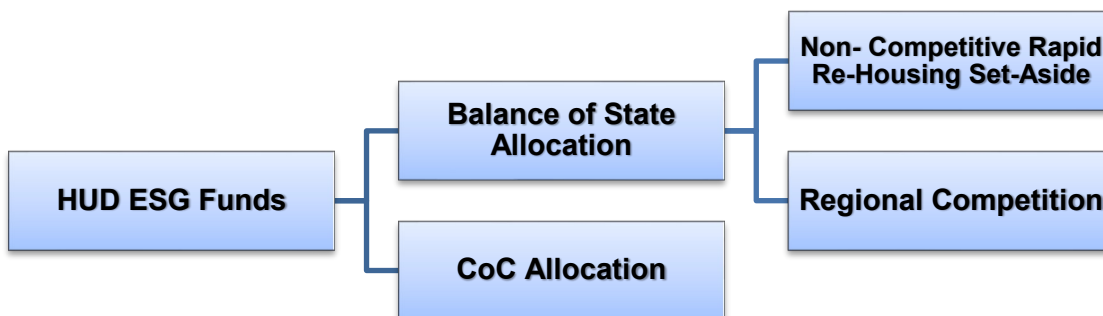 Non- Competitive Rapid
Re-Housing Set-Aside
Balance of State
Allocation
HUD ESG Funds
Regional Competition
CoC Allocation